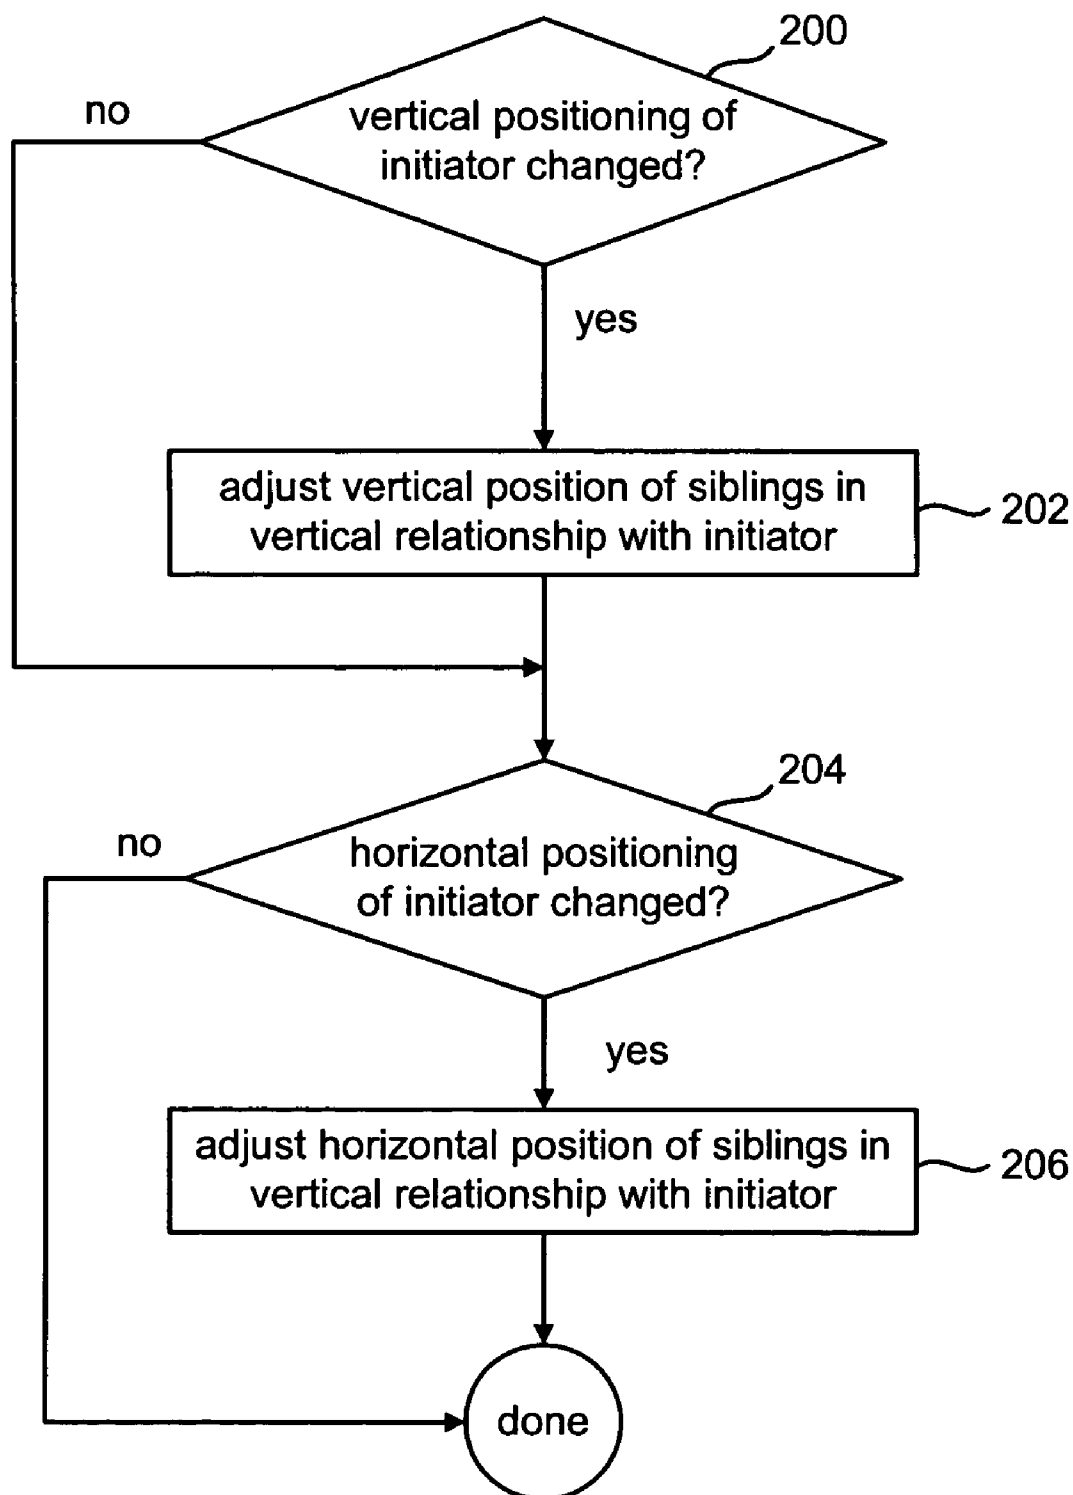 200
no
vertical positioning of
initiator changed?
yes
adjust vertical position of siblings in
vertical relationship with initiator
202
204
no
horizontal positioning
of initiator changed?
yes
adjust horizontal position of siblings in
vertical relationship with initiator
206
done